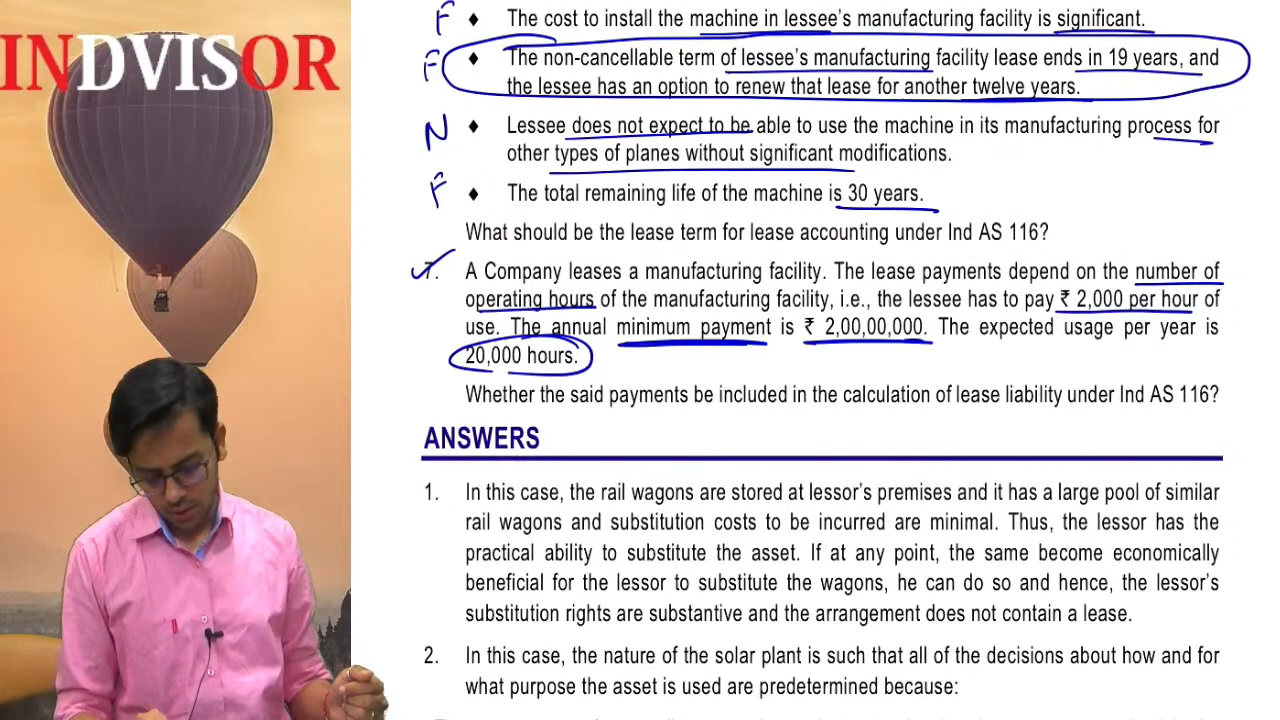 F ♦ The cost to install the machine in lessee's manufacturing facility is significant.
INDVISOR
F ♦ The non-cancellable term of lessee's manufacturing facility lease ends in 19 years, and
the lessee has an option to renew that lease for another twelve years.
N ♦ Lessee does not expect to be able to use the machine in its manufacturing process for
other types of planes without significant modifications.
F ♦ The total remaining life of the machine is 30 years.
What should be the lease term for lease accounting under Ind AS 116?
7. A Company leases a manufacturing facility. The lease payments depend on the number of
operating hours of the manufacturing facility, i.e., the lessee has to pay ₹ 2,000 per hour of
use. The annual minimum payment is ₹ 2,00,00,000. The expected usage per year is
20,000 hours.
Whether the said payments be included in the calculation of lease liability under Ind AS 116?
ANSWERS
1. In this case, the rail wagons are stored at lessor's premises and it has a large pool of similar
rail wagons and substitution costs to be incurred are minimal. Thus, the lessor has the
practical ability to substitute the asset. If at any point, the same become economically
beneficial for the lessor to substitute the wagons, he can do so and hence, the lessor's
substitution rights are substantive and the arrangement does not contain a lease.
2. In this case, the nature of the solar plant is such that all of the decisions about how and for
what purpose the asset is used are predetermined because: